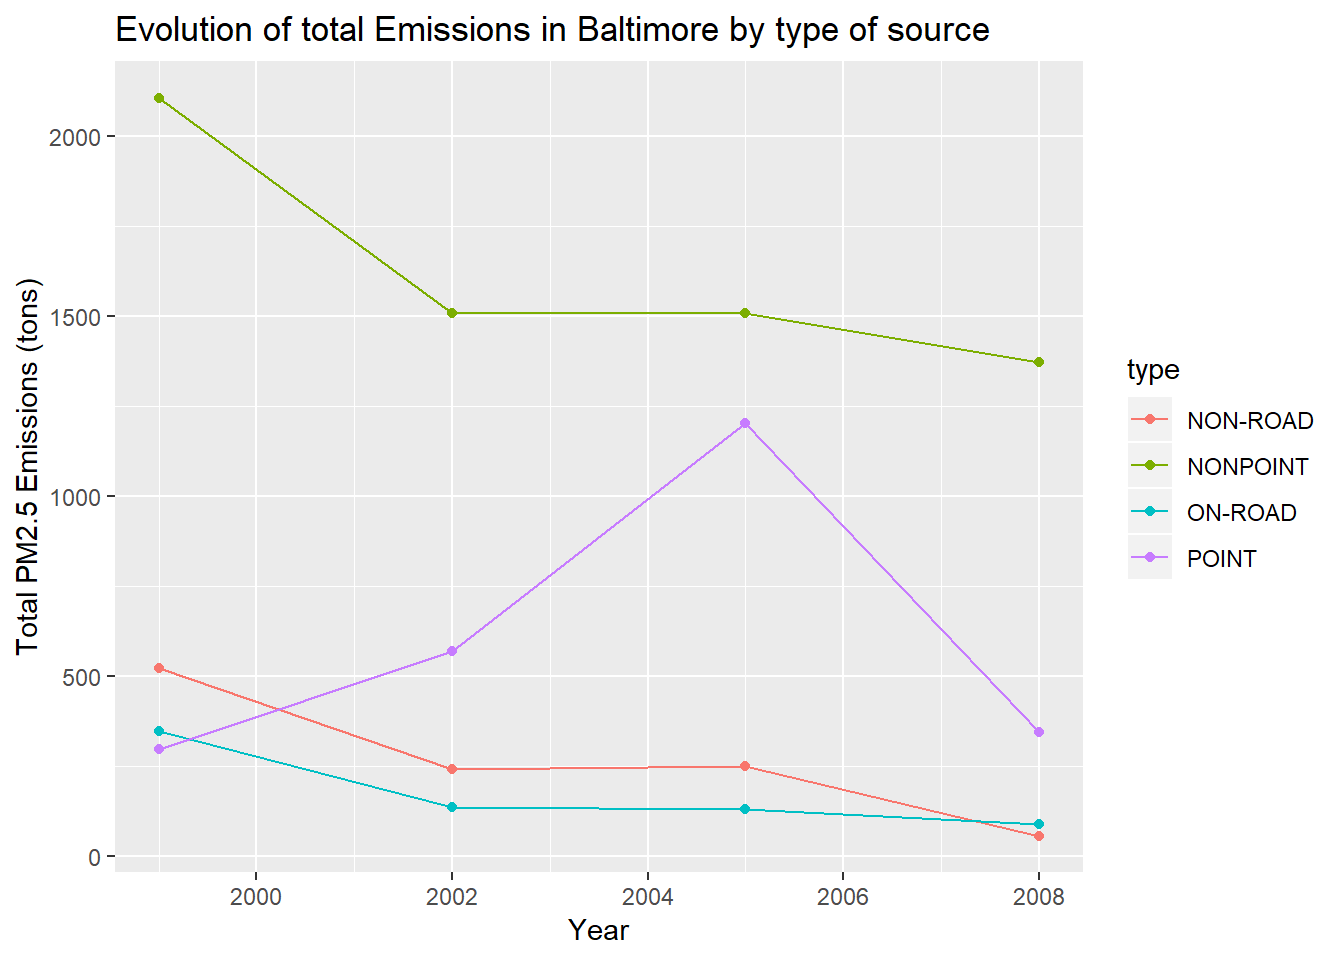 Evolution of total Emissions in Baltimore by type of source
Total PM2.5 Emissions (tons)
2000
1500
1000
500
0
2000 2002 2004 2006 2008
Year
type
NON-ROAD
NONPOINT
ON-ROAD
POINT